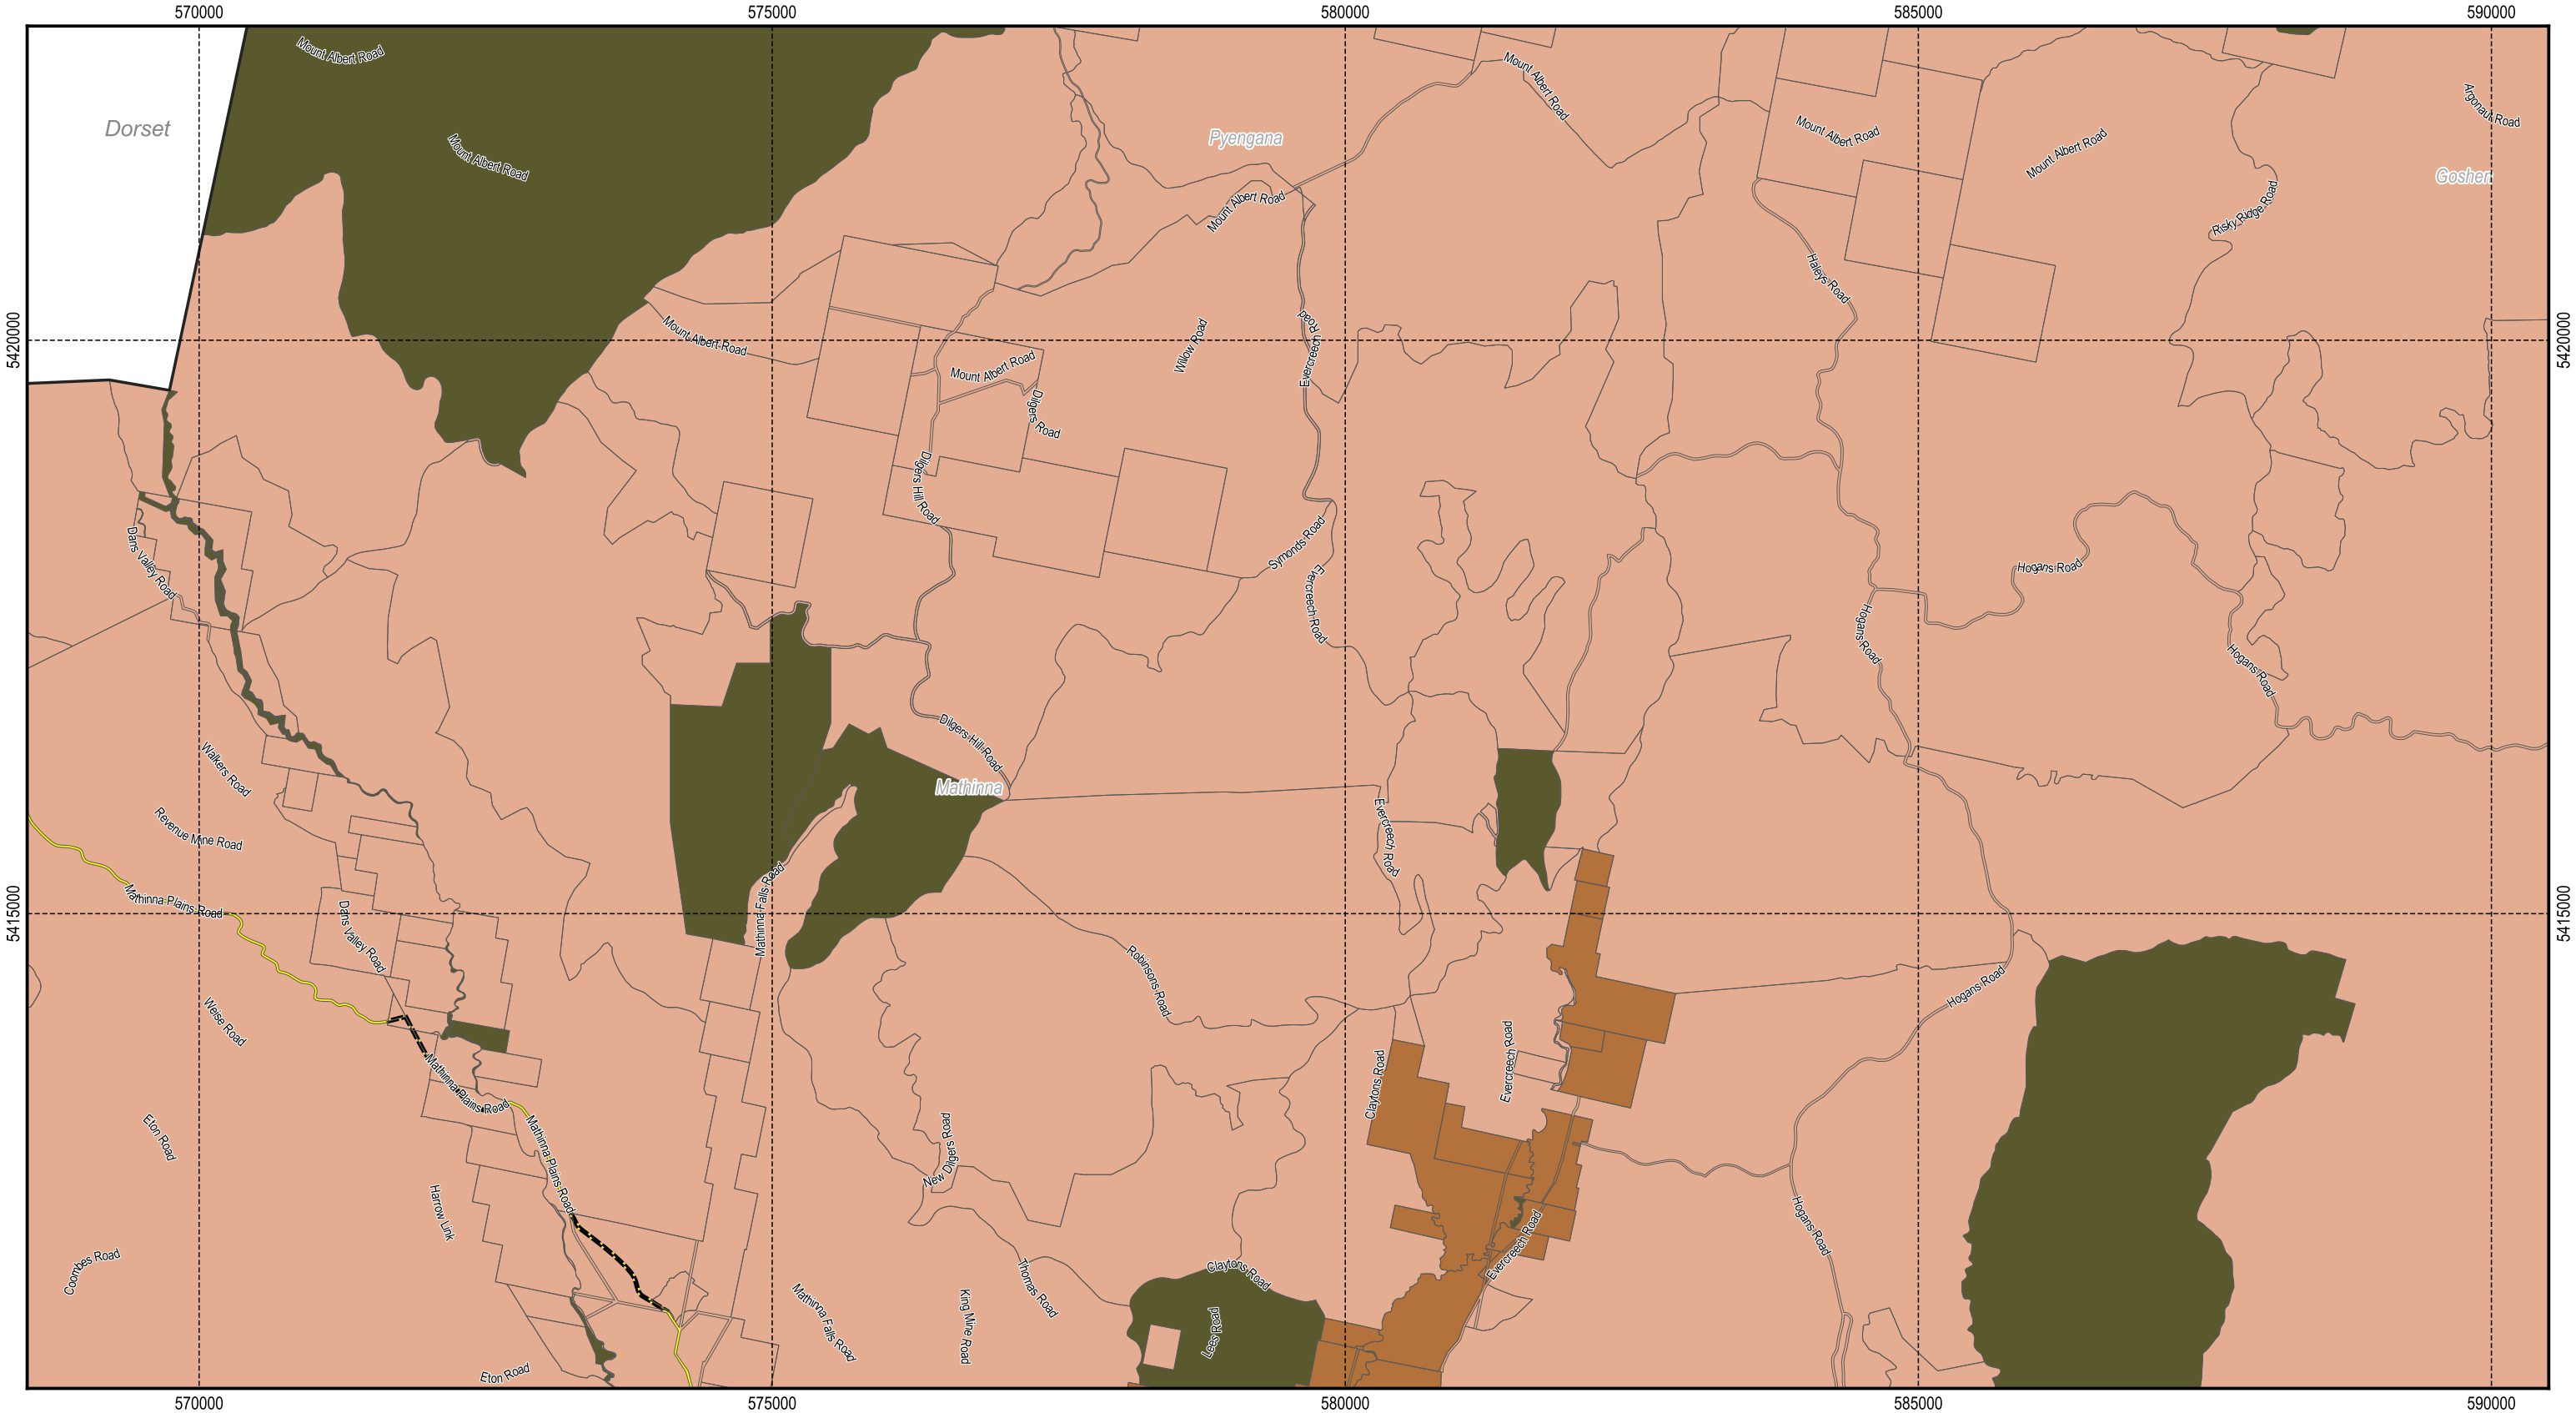 570000
575000
580000
585000
590000
Mount Albert Road
Mount Albert Road
Argonaut Road
Dorset
Pyengana
Mount Albert Road
Mount Albert Road
Mount Albert Road
Goshen
Mount Albert Road
Risky Ridge Road
Haleys Road
5420000
Mount Albert Road
Willow Road
Evercreech Road
5420000
Mount Albert Road
Dilgers Road
Dilgers Hill Road
Dans Valley Road
Symonds Road
Evercreech Road
Hogans Road
Hogans Road
Hogans Road
Walkers Road
Dilgers Hill Road
Mathinna
Revenue Mine Road
Evercreech Road
5415000
Mathinna Plains Road
Dans Valley Road
Mathinna Falls Road
5415000
Robinsons Road
Hogans Road
Weise Road
Mathinna Plains Road
Claytons Road
Evercreech Road
Eton Road
Mathinna Plains Road
New Dilgers Road
Harrow Link
Hogans Road
Evercreech Road
Coombes Road
Thomas Road
Claytons Road
Mathinna Falls Road
King Mine Road
Lees Road
Eton Road
570000
575000
580000
585000
590000